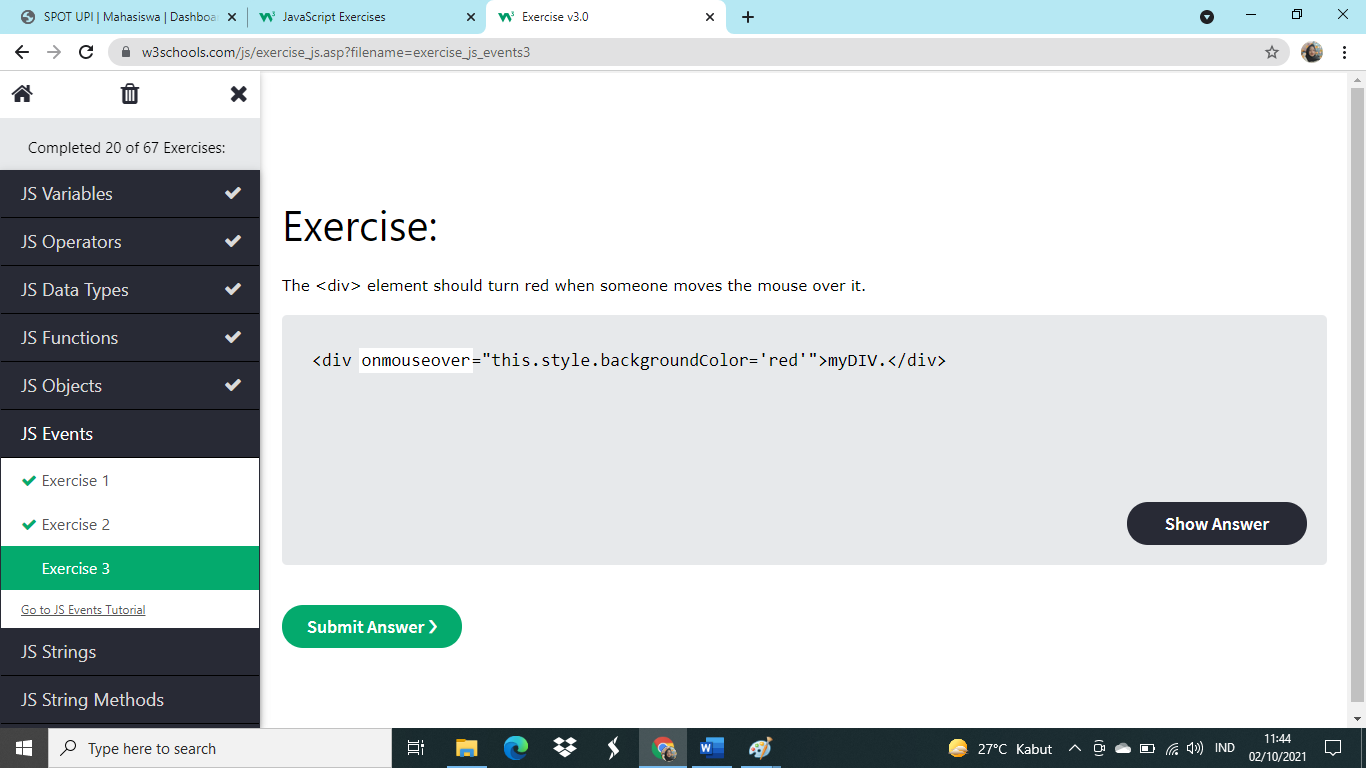 SPOT UPI | Mahasiswa | Dashboa
JavaScript Exercises
Exercise v3.0
w3schools.com/js/exercise_js.asp?filename=exercise_js_events3
Completed 20 of 67 Exercises:
JS Variables
JS Operators
JS Data Types
JS Functions
JS Objects
JS Events
Exercise 1
Exercise 2
Exercise 3
Go to JS Events Tutorial
JS Strings
JS String Methods
Exercise:
The <div> element should turn red when someone moves the mouse over it.
<div onmouseover="this.style.backgroundColor='red'">myDIV.</div>
Show Answer
Submit Answer ❯
Type here to search
27°C Kabut
IND
11:44
02/10/2021